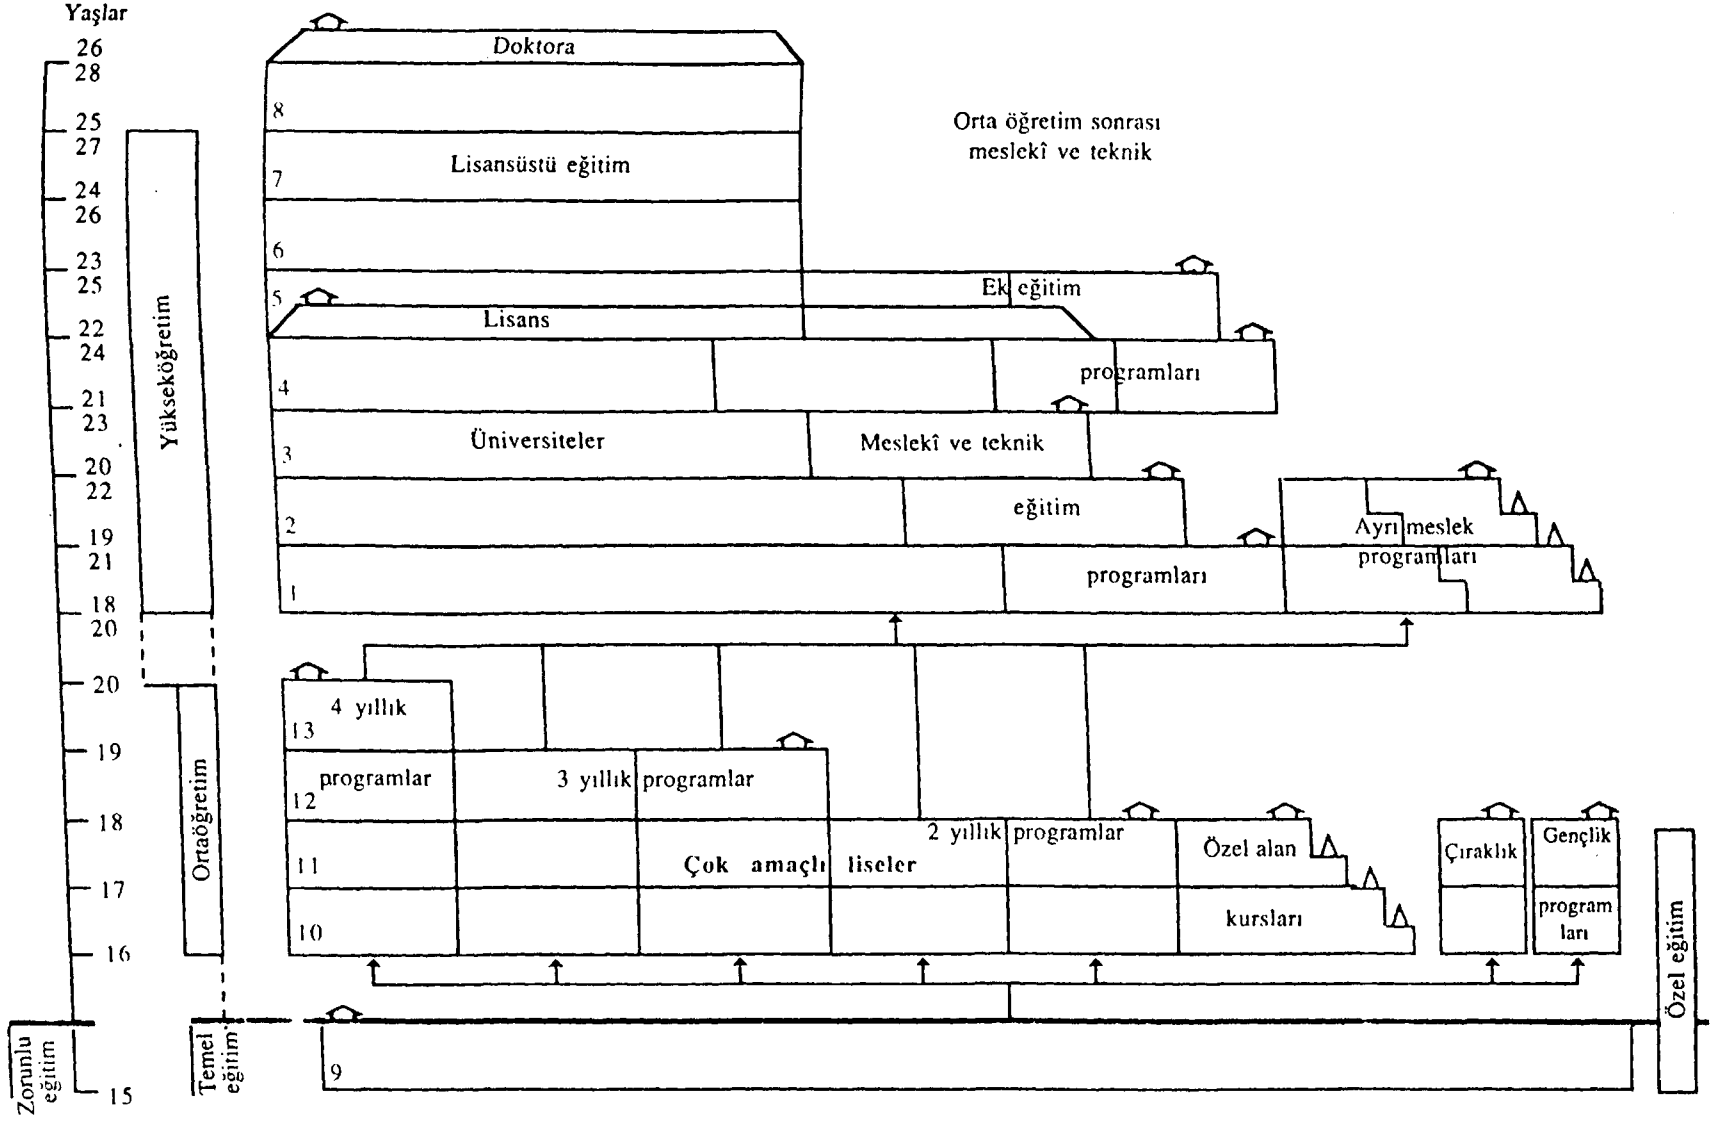 Yaşlar
26
28
Doktora
8
25
27
Orta öğretim sonrası
meslekî ve teknik
Lisansüstü eğitim
7
24
26
6
23
25
5
Ek eğitim
Lisans
22
24
4
programları
21
23
Yükseköğretim
Üniversiteler
Meslekî ve teknik
3
20
22
2
eğitim
Ayrı meslek
programları
19
21
1
programları
18
20
20
4 yıllık
13
19
programlar
3 yıllık programlar
12
18
2 yıllık programlar
Ortaöğretim
11
Çok amaçlı liseler
Özel alan
Çıraklık
Gençlik
17
10
kursları
program
ları
16
Özel eğitim
Zorunlu
eğitim
Temel
eğitim
9
15